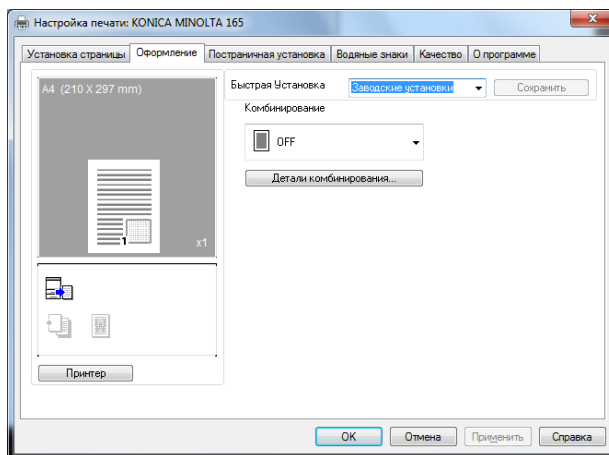 Настройка печати: KONICA MINOLTA 165
Установка страницы Оформление Постраничная установка Водяные знаки Качество О программе
A4 (210 X 297 mm)
1
x1
Принтер
Быстрая Установка Заводские установки Сохранить
Комбинирование
OFF
Детали комбинирования...
OK Отмена Применить Справка